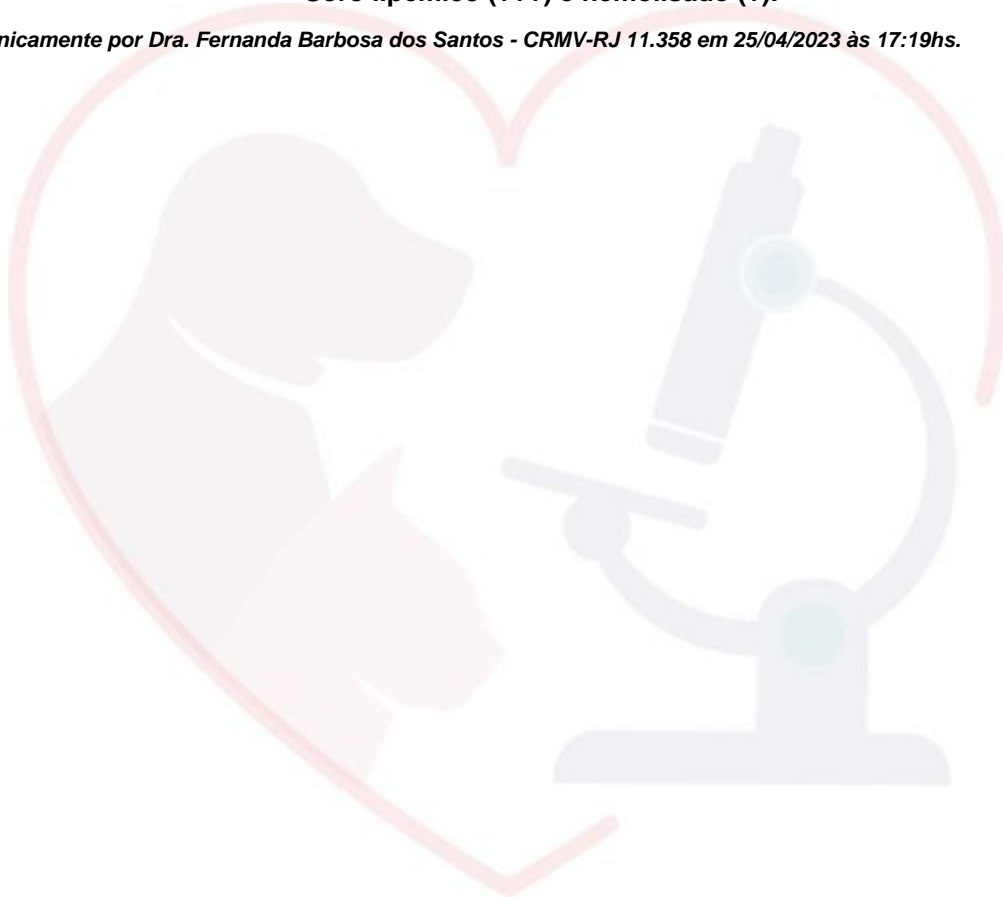 Soro lipêmico (+++) e hemolisado (+).
nicamente por Dra. Fernanda Barbosa dos Santos - CRMV-RJ 11.358 em 25/04/2023 às 17:19hs.